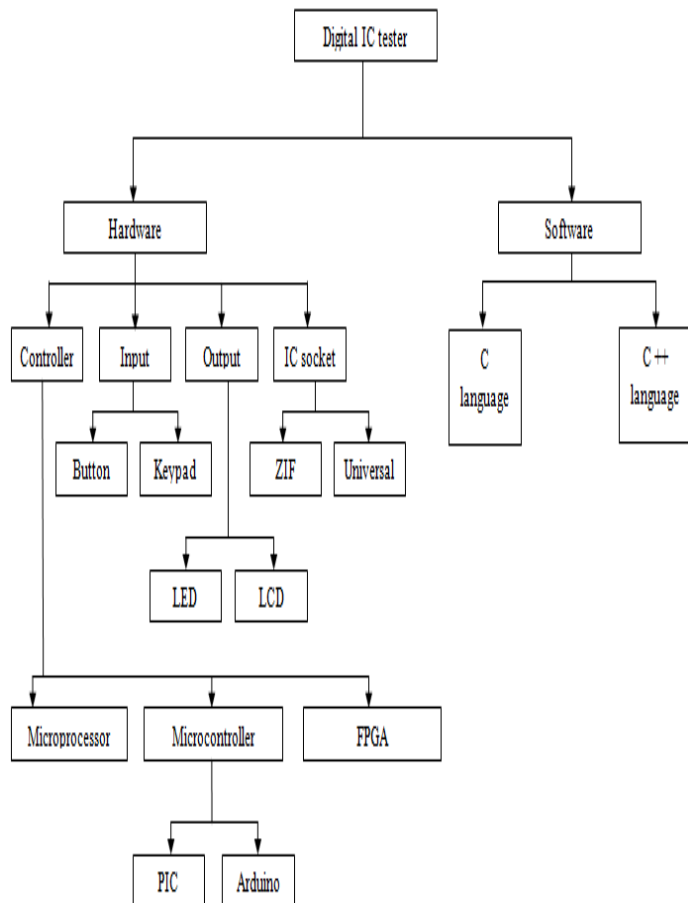 Digital IC tester
Hardware
Software
Controller
Input
Output
IC socket
C
language
C ++
language
Button
Keypad
ZIF
Universal
LED
LCD
Microprocessor
Microcontroller
FPGA
PIC
Arduino